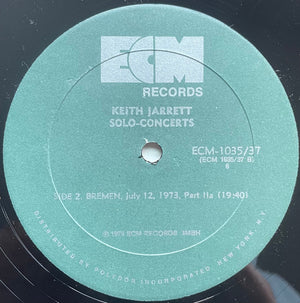 ECM
RECORDS
KEITH JARRETT
SOLO-CONCERTS
ECM-1035/37
(ECM 1035/37 B)
SIDE 2. BREMEN, July 12, 1973, Part IIa (19:40)
ECM RECORDS GMBH
DISTRIBUTED BY POLYDOR INCORPORATED NEW YORK, N.Y.